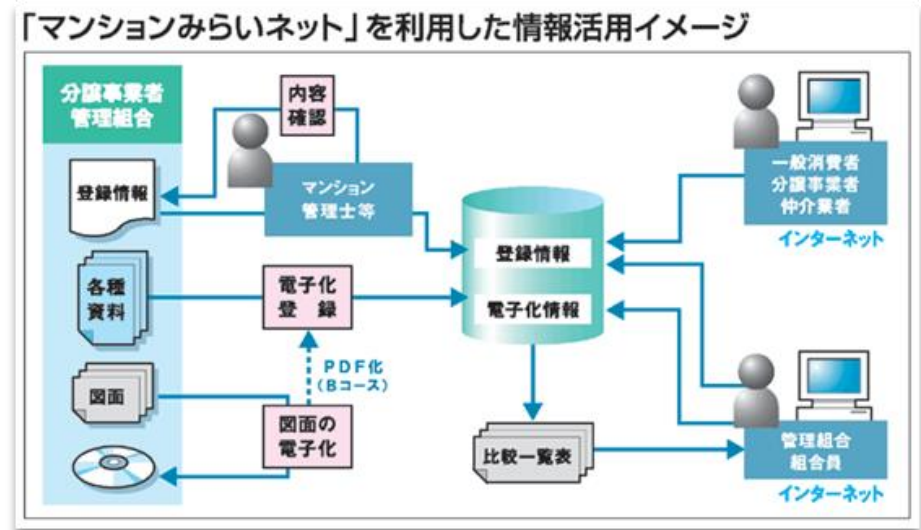 「マンションみらいネット」を利用した情報活用イメージ
分譲事業者
管理組合
登録情報
各種
資料
図面
内容
確認
マンション
管理士等
電子化
登録
PDF化
(Bコース)
図面の
電子化
登録情報
電子化情報
比較一覧表
一般消費者
分譲事業者
仲介業者
インターネット
管理組合
組合員
インターネット